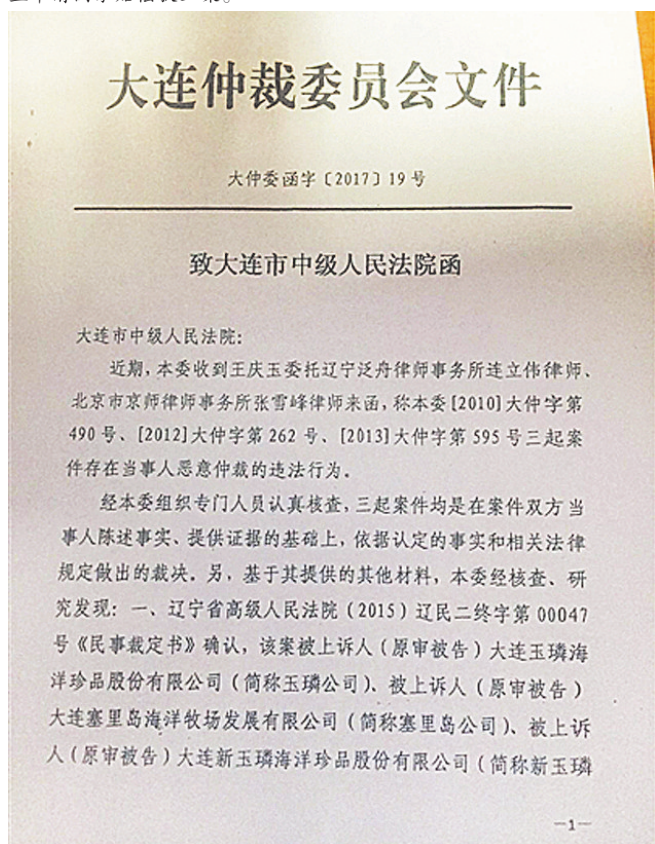 大连仲裁委员会文件
大仲委函字〔2017〕19号
致大连市中级人民法院函
大连市中级人民法院：
近期，本委收到王庆玉委托辽宁泛舟律师事务所连立伟律师、
北京市京师律师事务所张雪峰律师来函，称本委[2010]大仲字第
490号、[2012]大仲字第262号、[2013]大仲字第595号三起案
件存在当事人恶意仲裁的违法行为。
经本委组织专门人员认真核查，三起案件均是在案件双方当
事人陈述事实、提供证据的基础上，依据认定的事实和相关法律
规定做出的裁决。另，基于其提供的其他材料，本委经核查、研
究发现：一、辽宁省高级人民法院（2015）辽民二终字第00047
号《民事裁定书》确认，该案被上诉人（原审被告）大连玉璘海
洋珍品股份有限公司（简称玉璘公司）、被上诉人（原审被告）
大连塞里岛海洋牧场发展有限公司（简称塞里岛公司）、被上诉
人（原审被告）大连新玉璘海洋珍品股份有限公司（简称新玉璘
—1—